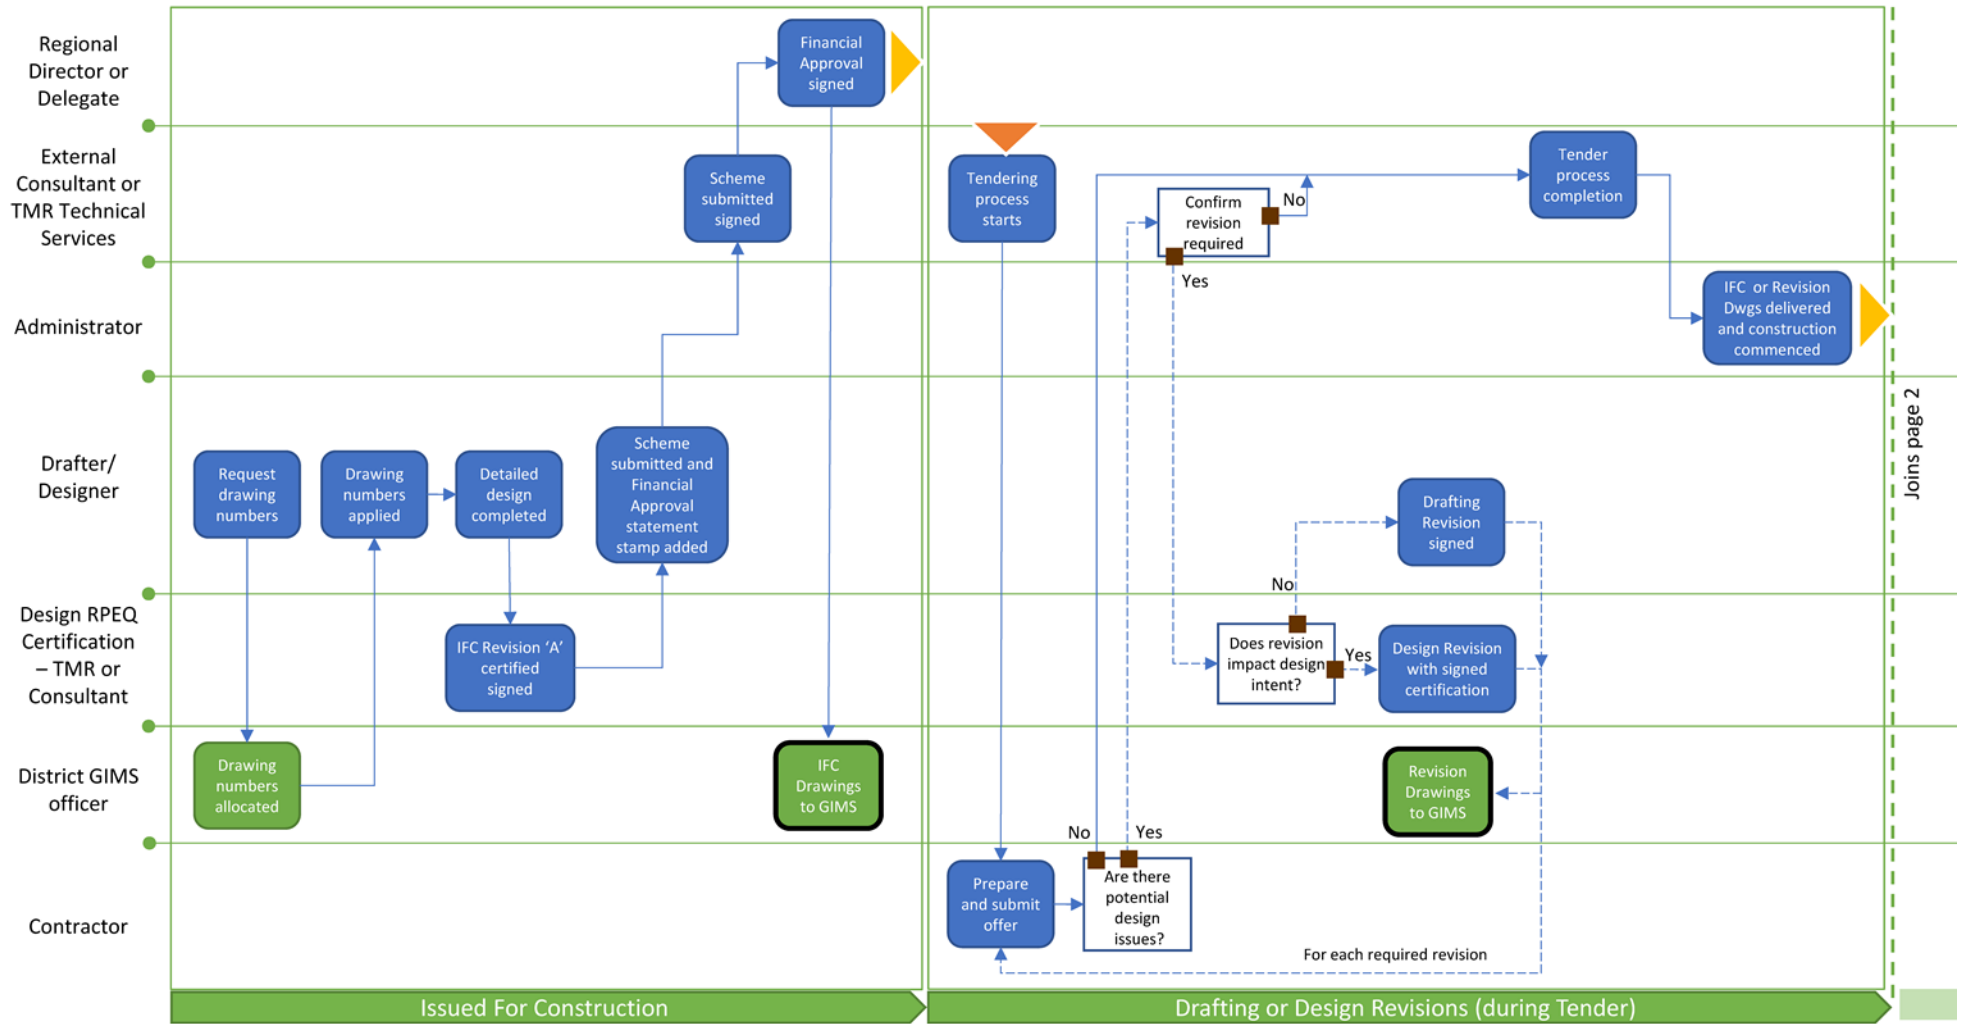 Regional
Director or
Delegate
Financial
Approval
signed
External
Consultant or
TMR Technical
Services
Scheme
submitted
signed
Tendering
process
starts
Confirm
revision
required
No
Yes
Tender
process
completion
Administrator
IFC or Revision
Dwgs delivered
and construction
commenced
Joins page 2
Drafter/
Designer
Request
drawing
numbers
Drawing
numbers
applied
Detailed
design
completed
Scheme
submitted and
Financial
Approval
statement
stamp added
Drafting
Revision
signed
No
Design RPEQ
Certification
– TMR or
Consultant
IFC Revision ‘A’
certified
signed
Does revision
impact design
intent?
Yes
Design Revision
with signed
certification
District GIMS
officer
Drawing
numbers
allocated
IFC
Drawings
to GIMS
Revision
Drawings
to GIMS
No
Yes
Contractor
Prepare
and submit
offer
Are there
potential
design
issues?
For each required revision
Issued For Construction
Drafting or Design Revisions (during Tender)